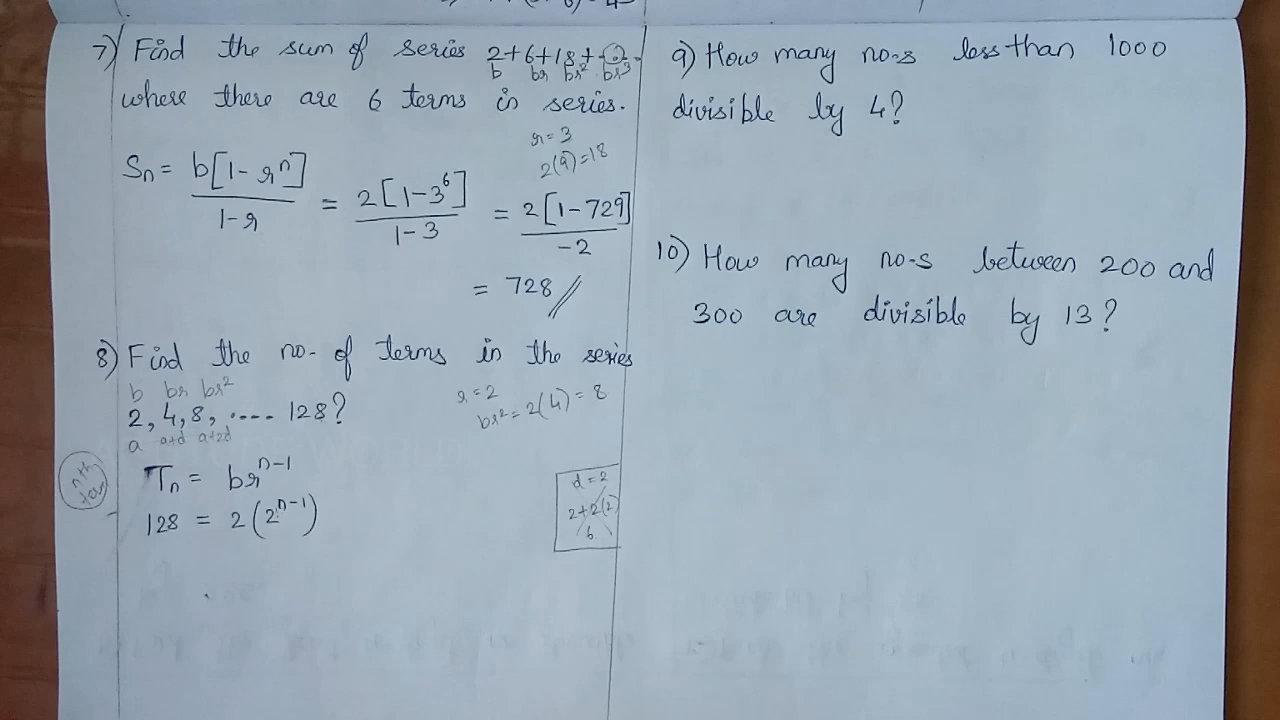 7) Find the sum of series 2+6+18+
b br br² br³
where there are 6 terms in series.
r=3
2(9)=18
Sn = b[1-rⁿ] / 1-r = 2[1-3⁶] / 1-3 = 2[1-729] / -2
= 728 //
8) Find the no- of terms in the series
b br br²
2, 4, 8, ..... 128?
a a+d a+2d
r=2
br²=2(4)=8
nth
term
Tn = brⁿ⁻¹
128 = 2(2ⁿ⁻¹)
d=2
2+2(2)
6
9) How many no-s less than 1000
divisible by 4?
10) How many no-s between 200 and
300 are divisible by 13?